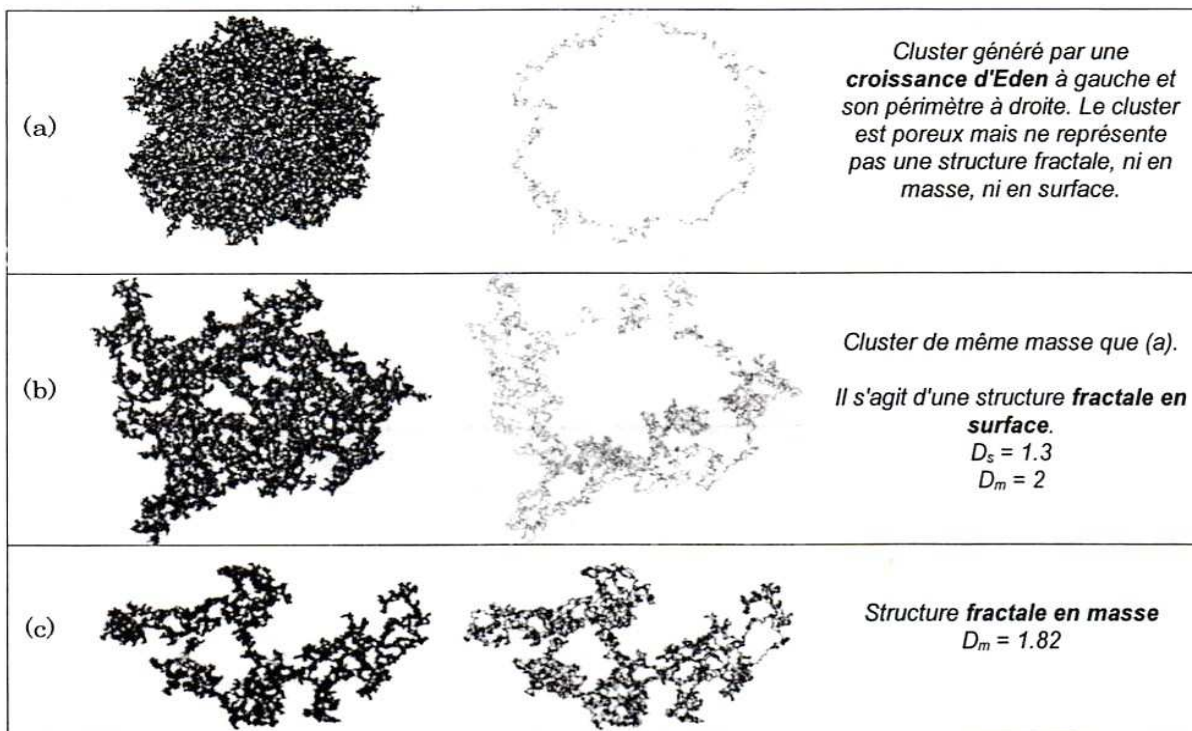 (a)
Cluster généré par une
croissance d'Eden à gauche et
son périmètre à droite. Le cluster
est poreux mais ne représente
pas une structure fractale, ni en
masse, ni en surface.
(b)
Cluster de même masse que (a).
Il s'agit d'une structure fractale en
surface.
Ds = 1.3
Dm = 2
(c)
Structure fractale en masse
Dm = 1.82